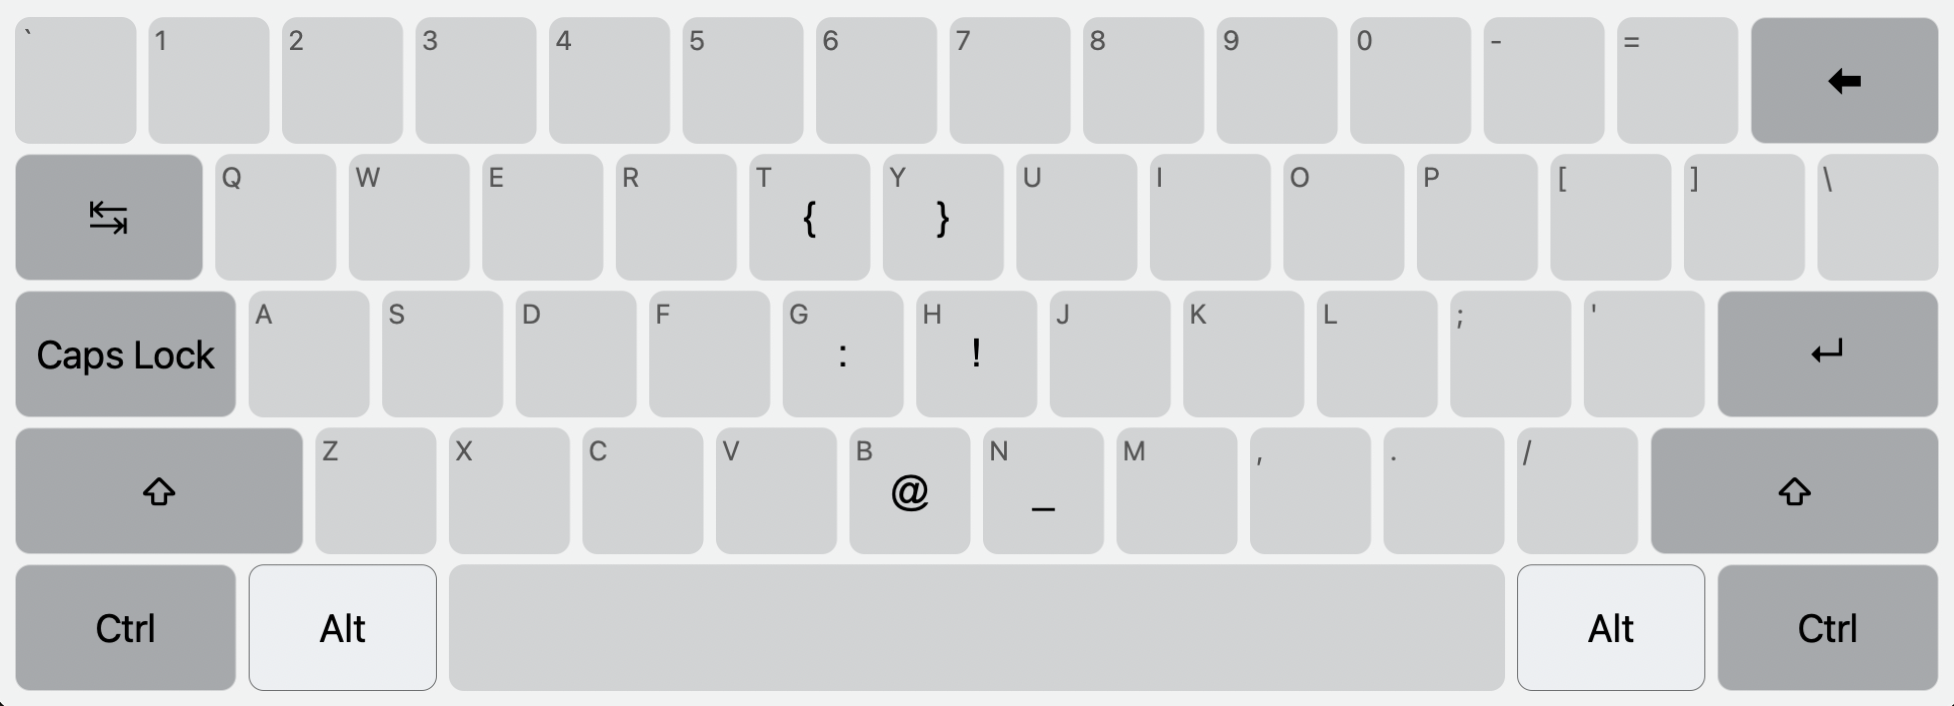 ` 1 2 3 4 5 6 7 8 9 0 - =
Q W E R T { Y } U I O P [ ] \
Caps Lock A S D F G : H ! J K L ; '
Z X C V B @ N _ M , . /
Ctrl Alt Alt Ctrl